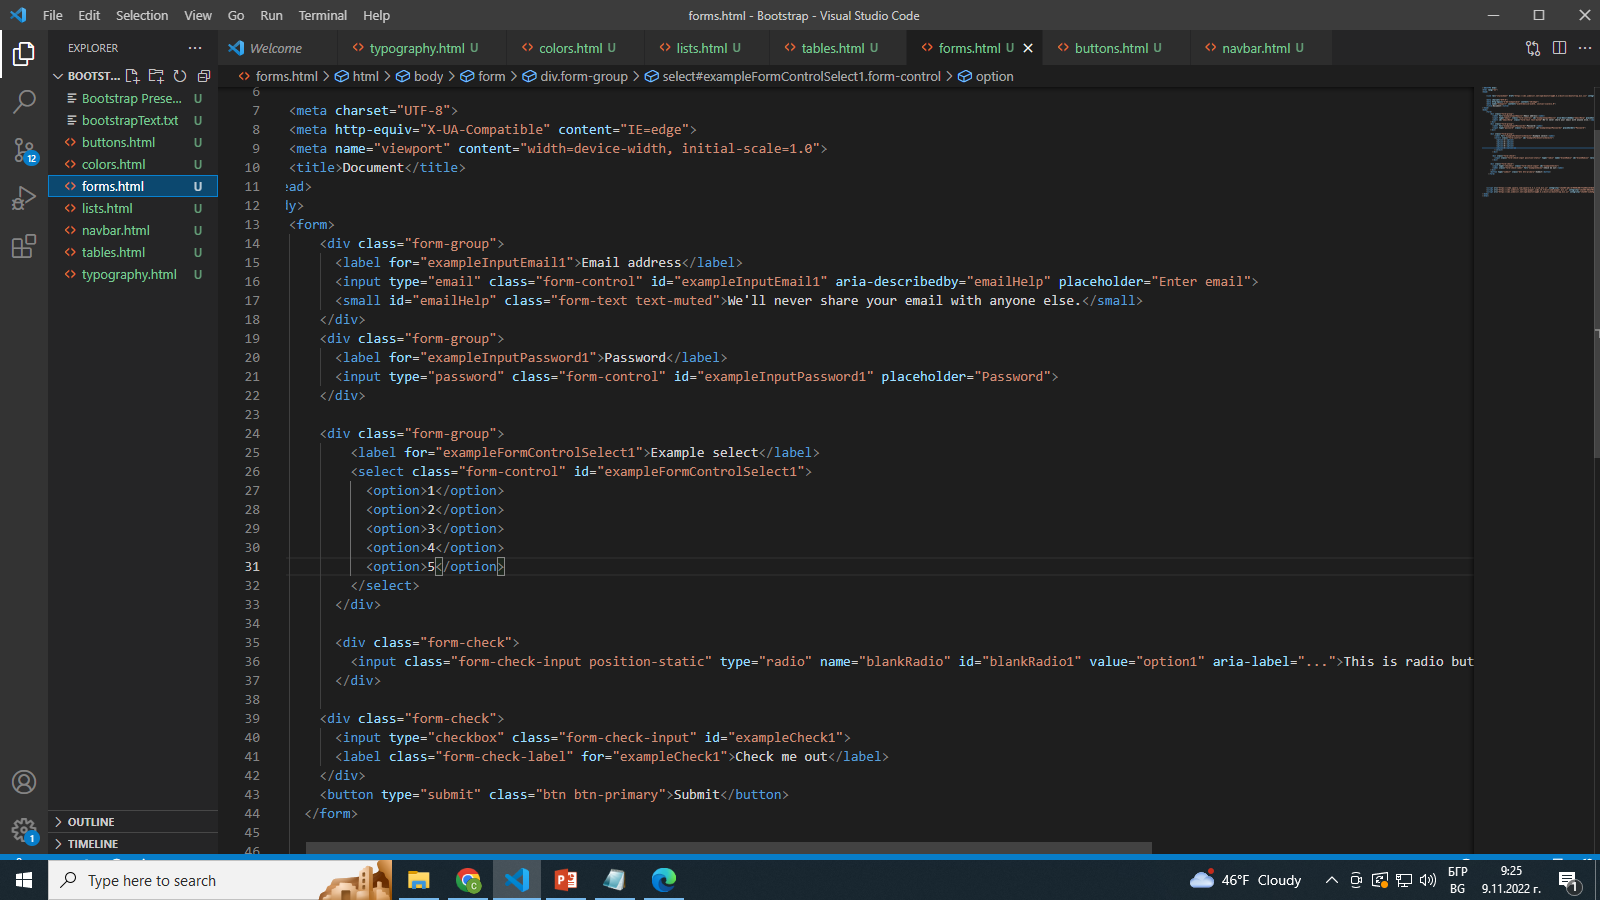 File Edit Selection View Go Run Terminal Help
forms.html - Bootstrap - Visual Studio Code
EXPLORER
Welcome
typography.html U
colors.html U
lists.html U
tables.html U
forms.html U
buttons.html U
navbar.html U
BOOTST...
forms.html > html > body > form > div.form-group > select#exampleFormControlSelect1.form-control > option
Bootstrap Prese... U
bootstrapText.txt U
buttons.html U
colors.html U
forms.html U
lists.html U
navbar.html U
tables.html U
typography.html U
12
6
7 <meta charset="UTF-8">
8 <meta http-equiv="X-UA-Compatible" content="IE=edge">
9 <meta name="viewport" content="width=device-width, initial-scale=1.0">
10 <title>Document</title>
11 ead>
12 ly>
13 <form>
14 <div class="form-group">
15 <label for="exampleInputEmail1">Email address</label>
16 <input type="email" class="form-control" id="exampleInputEmail1" aria-describedby="emailHelp" placeholder="Enter email">
17 <small id="emailHelp" class="form-text text-muted">We'll never share your email with anyone else.</small>
18 </div>
19 <div class="form-group">
20 <label for="exampleInputPassword1">Password</label>
21 <input type="password" class="form-control" id="exampleInputPassword1" placeholder="Password">
22 </div>
23
24 <div class="form-group">
25 <label for="exampleFormControlSelect1">Example select</label>
26 <select class="form-control" id="exampleFormControlSelect1">
27 <option>1</option>
28 <option>2</option>
29 <option>3</option>
30 <option>4</option>
31 <option>5</option>
32 </select>
33 </div>
34
35 <div class="form-check">
36 <input class="form-check-input position-static" type="radio" name="blankRadio" id="blankRadio1" value="option1" aria-label="...">This is radio but
37 </div>
38
39 <div class="form-check">
40 <input type="checkbox" class="form-check-input" id="exampleCheck1">
41 <label class="form-check-label" for="exampleCheck1">Check me out</label>
42 </div>
43 <button type="submit" class="btn btn-primary">Submit</button>
44 </form>
45
46
1
OUTLINE
TIMELINE
Type here to search
46°F Cloudy
БГР
BG
9:25
9.11.2022 г.
1